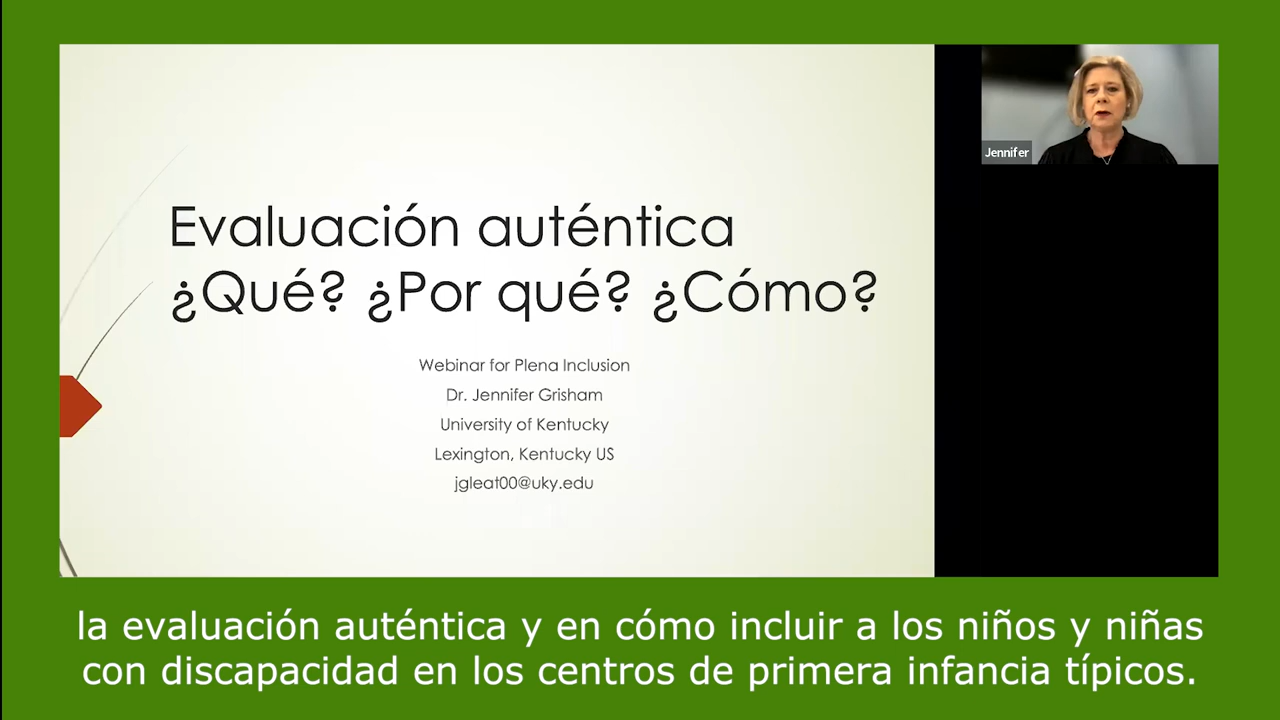 Evaluación auténtica
¿Qué? ¿Por qué? ¿Cómo?
Webinar for Plena Inclusion
Dr. Jennifer Grisham
University of Kentucky
Lexington, Kentucky US
jgleat00@uky.edu
Jennifer
la evaluación auténtica y en cómo incluir a los niños y niñas
con discapacidad en los centros de primera infancia típicos.